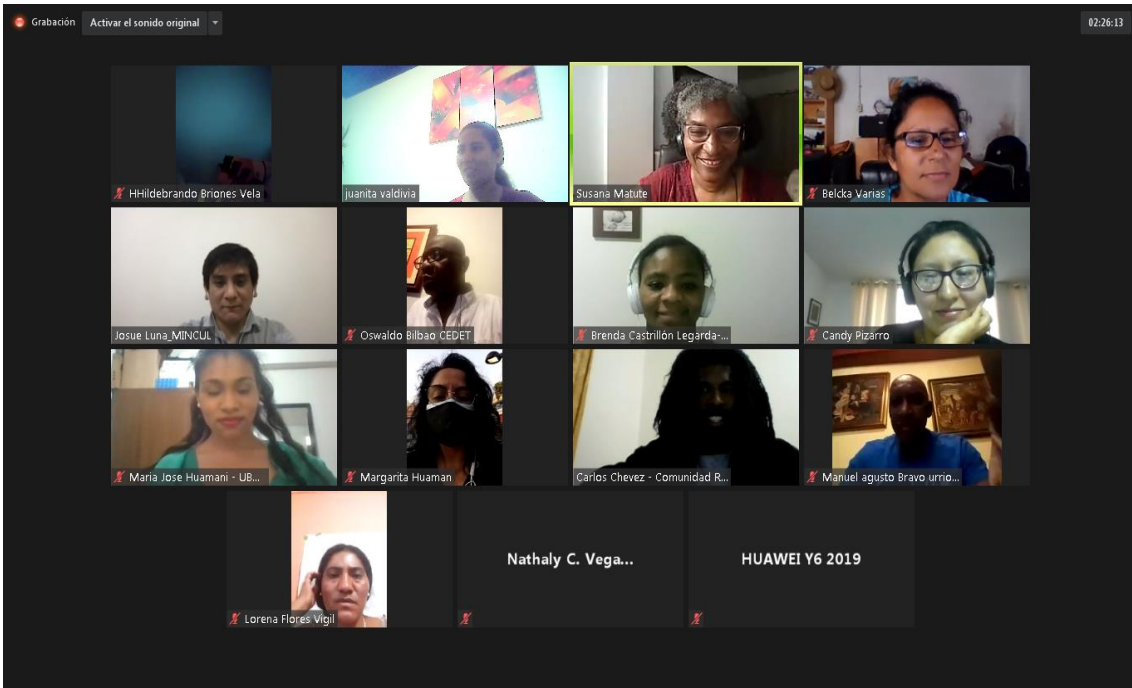 Grabación
Activar el sonido original
02:26:13
HHildebrando Briones Vela
juanita valdivia
Susana Matute
Belcka Varias
Josue Luna_MINCUL
Oswaldo Bilbao CEDET
Brenda Castrillón Legarda-...
Candy Pizarro
Maria Jose Huamani - UB...
Margarita Huaman
Carlos Chevez - Comunidad R...
Manuel agusto Bravo urrio...
Lorena Flores Vigil
Nathaly C. Vega...
HUAWEI Y6 2019